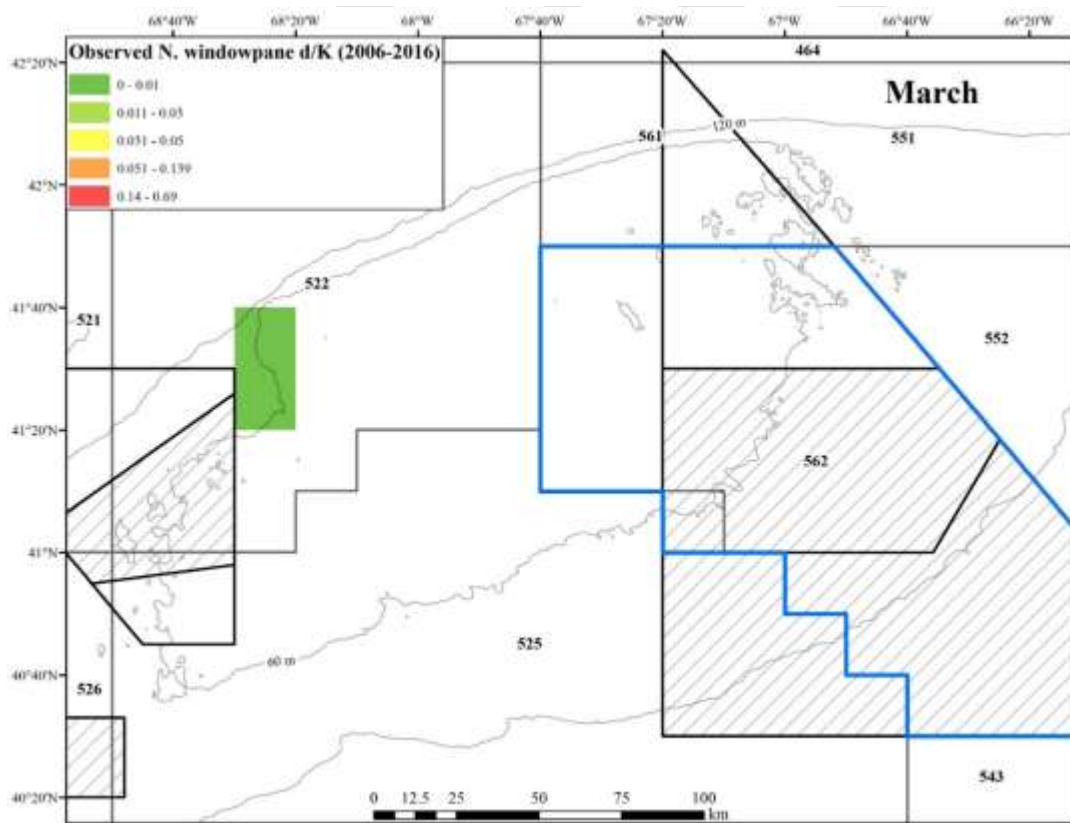 68°40'W 68°20'W 67°40'W 67°20'W 67°0'W 66°40'W 66°20'W
Observed N. windowpane d/K (2006-2016)
0 - 0.01
0.011 - 0.03
0.031 - 0.05
0.051 - 0.139
0.14 - 0.69
March
464
42°20'N
120 m
561
551
42°N
522
41°40'N
521
552
41°20'N
562
41°N
525
60 m
40°40'N
526
543
40°20'N
0 12.5 25 50 75 100
km